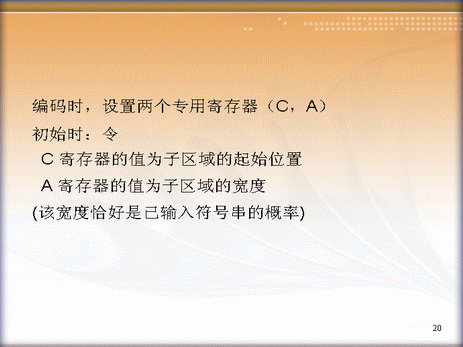 编码时，设置两个专用寄存器（C，A）
初始时：令
C 寄存器的值为子区域的起始位置
A 寄存器的值为子区域的宽度
(该宽度恰好是已输入符号串的概率)
20